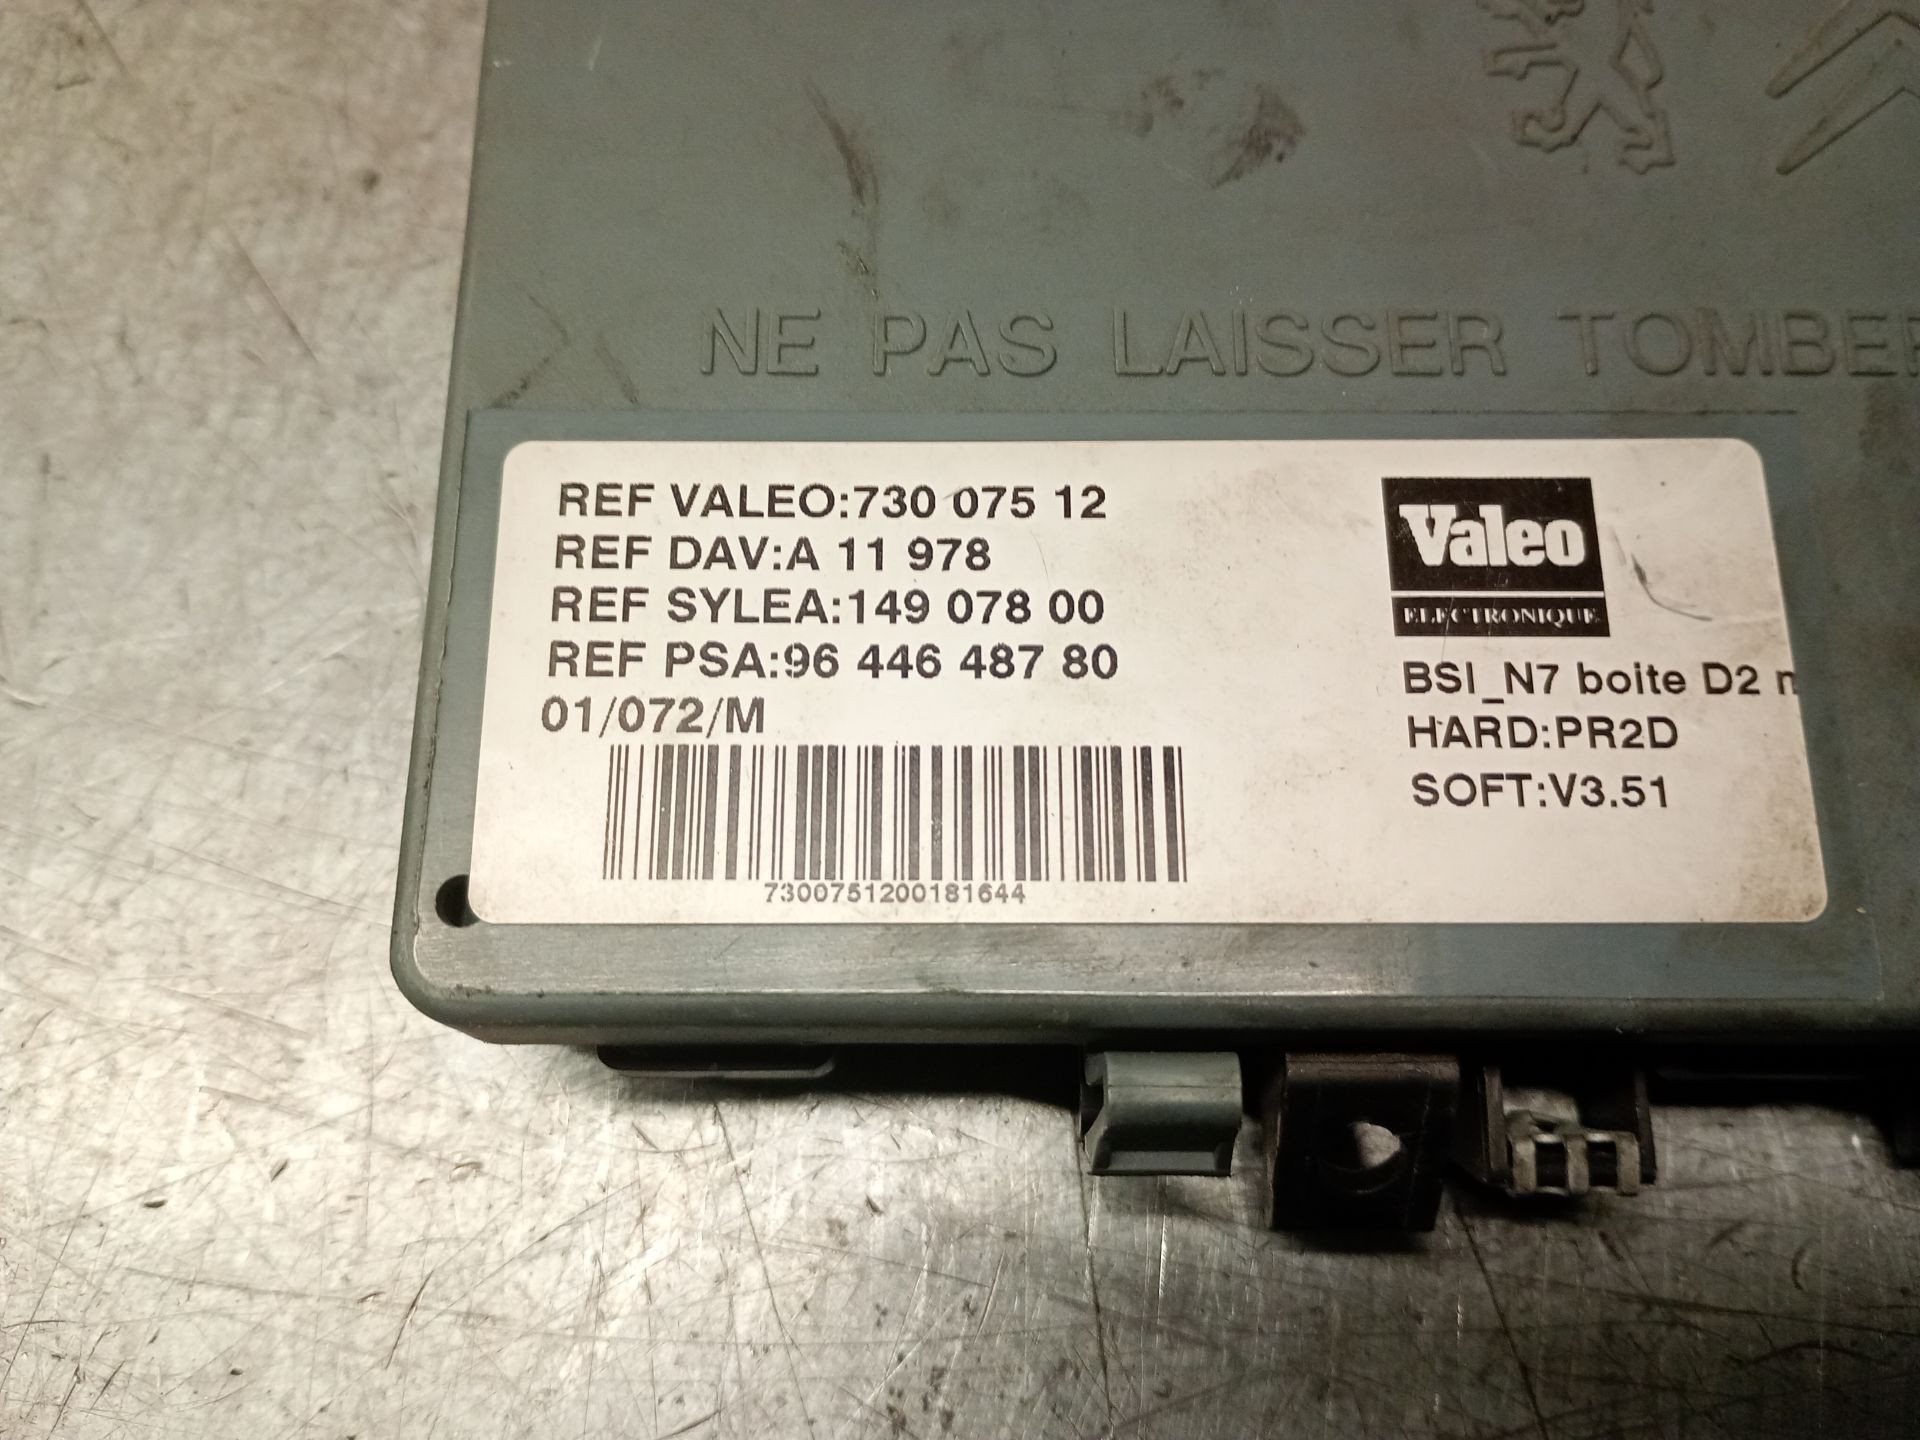 NE PAS LAISSER TOMBER
REF VALEO:730 075 12
REF DAV:A 11 978
REF SYLEA:149 078 00
REF PSA:96 446 487 80
01/072/M
7300751200181644
Valeo
ELECTRONIQUE
BSI_N7 boite D2
HARD:PR2D
SOFT:V3.51